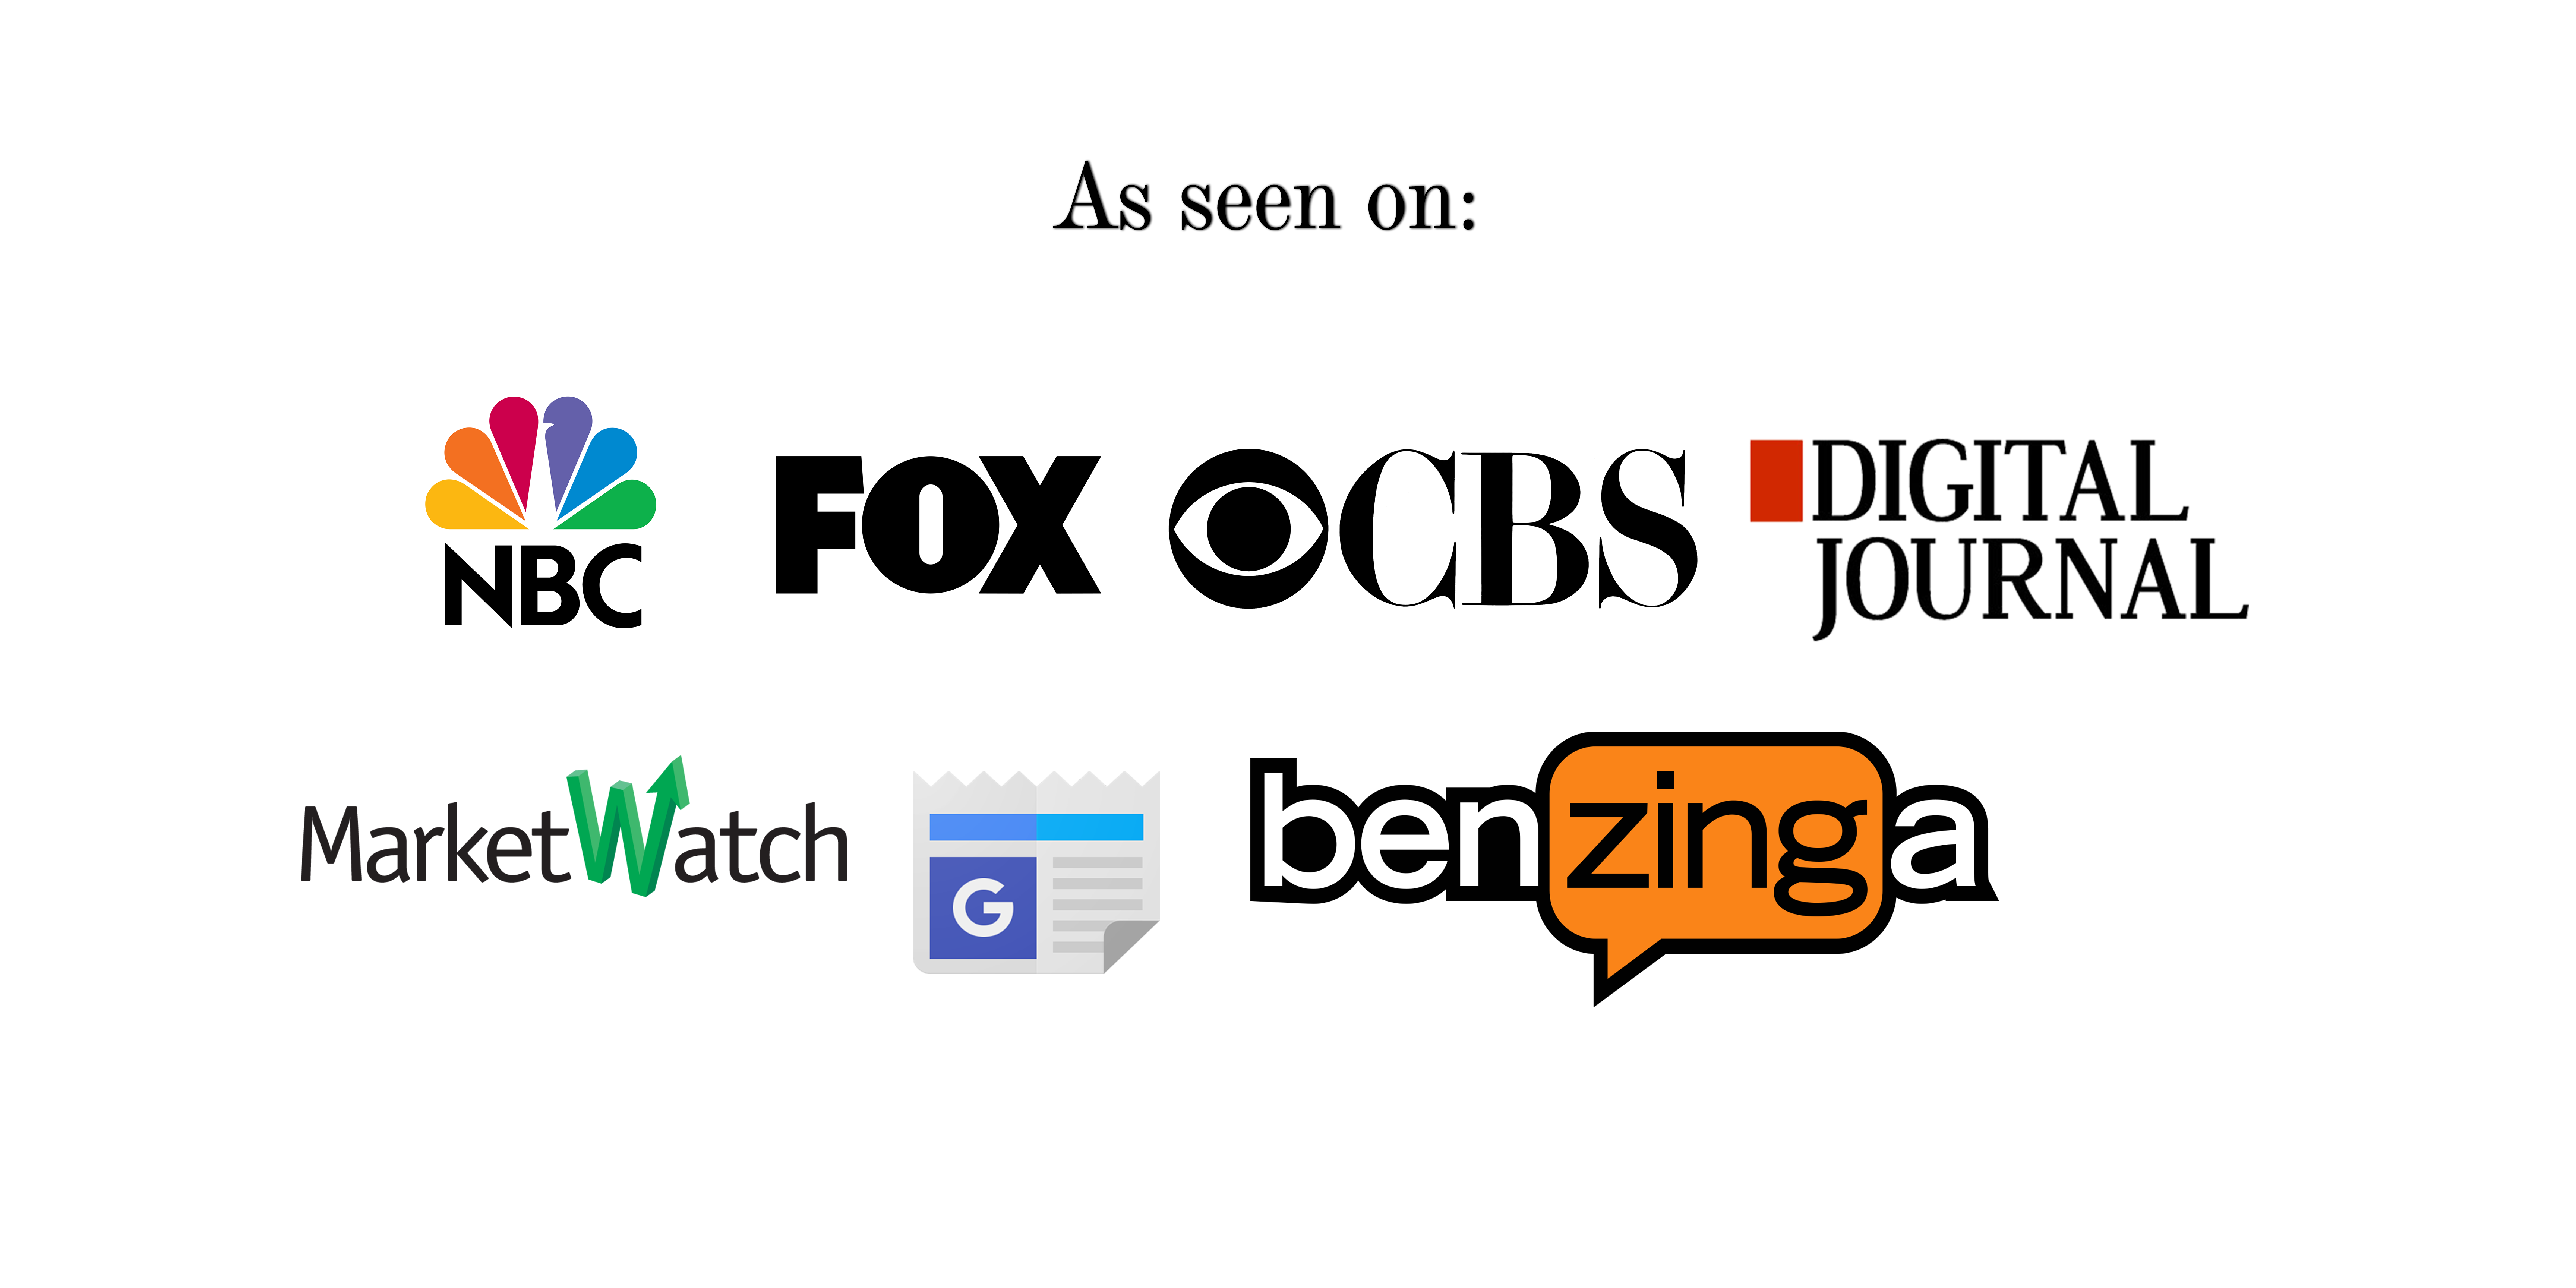 As seen on:
NBC
FOX
CBS
DIGITAL
JOURNAL
MarketWatch
G
benzinga